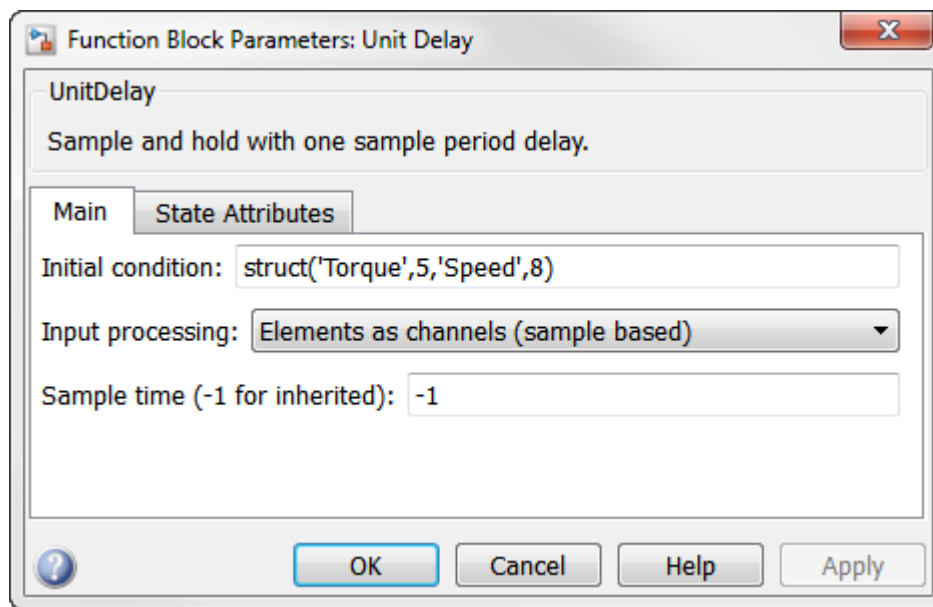 Function Block Parameters: Unit Delay
UnitDelay
Sample and hold with one sample period delay.
Main
State Attributes
Initial condition: struct('Torque',5,'Speed',8)
Input processing: Elements as channels (sample based)
Sample time (-1 for inherited): -1
OK
Cancel
Help
Apply